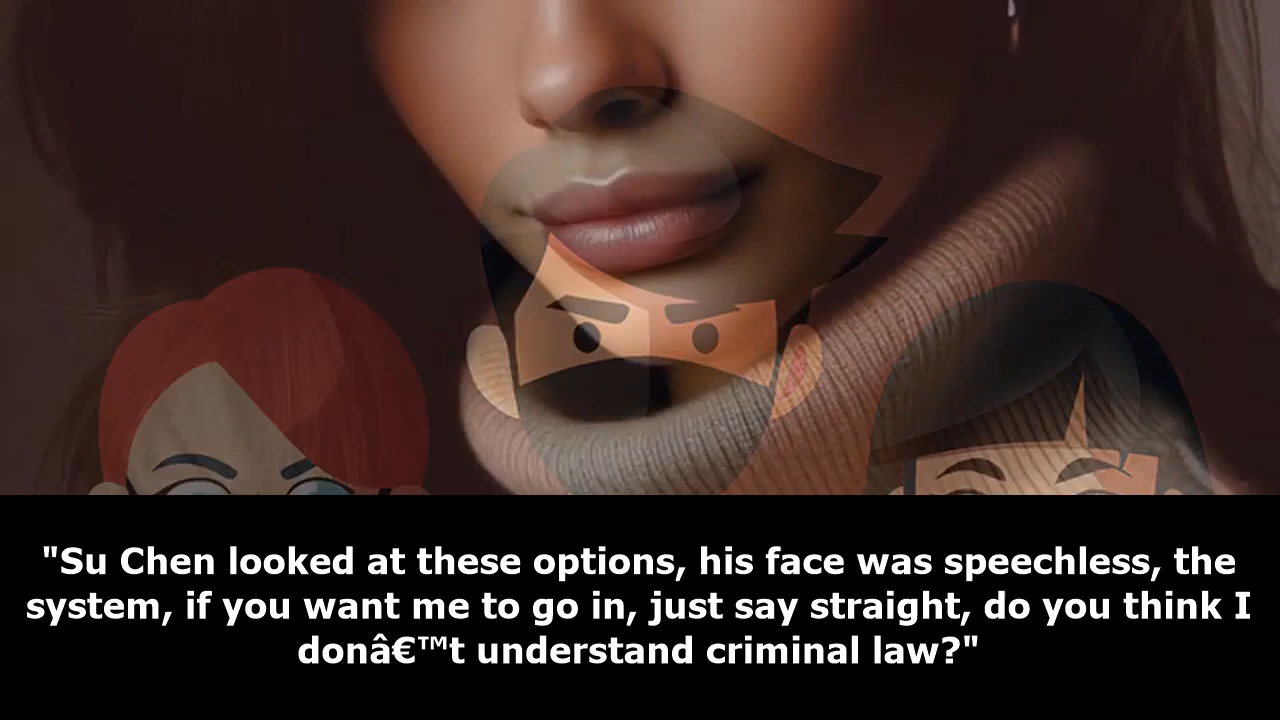 "Su Chen looked at these options, his face was speechless, the
system, if you want me to go in, just say straight, do you think I
donâ€™t understand criminal law?"